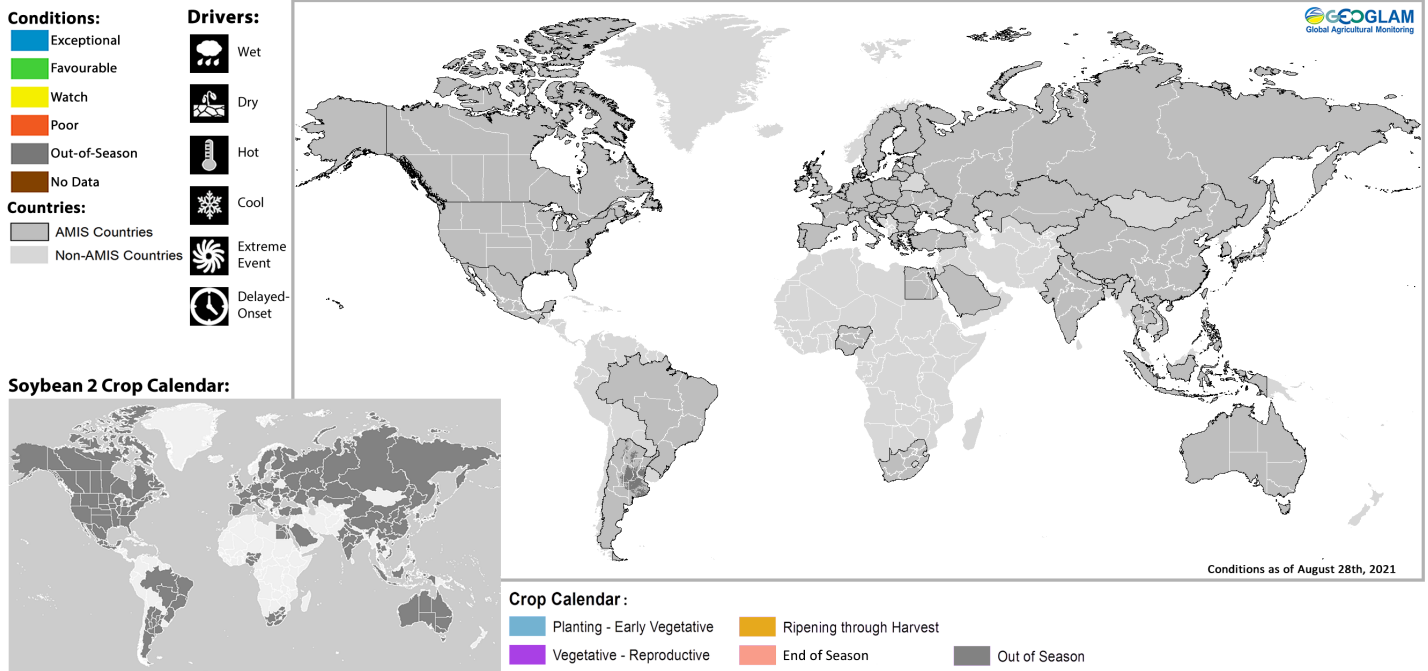 Conditions:
Exceptional
Favourable
Watch
Poor
Out-of-Season
No Data
Countries:
AMIS Countries
Non-AMIS Countries
Drivers:
Wet
Dry
Hot
Cool
Extreme
Event
Delayed-
Onset
GEOGLAM
Global Agricultural Monitoring
Conditions as of August 28th, 2021
Soybean 2 Crop Calendar:
Crop Calendar :
Planting - Early Vegetative
Ripening through Harvest
Vegetative - Reproductive
End of Season
Out of Season